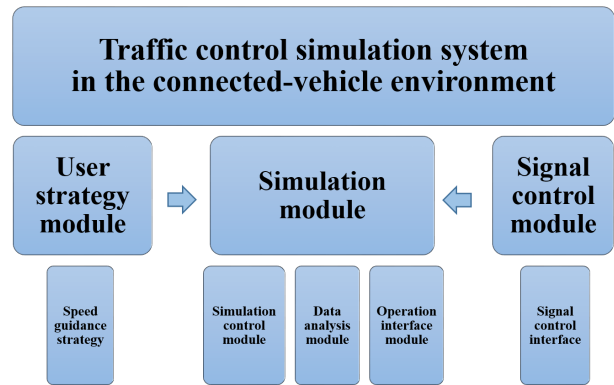 Traffic control simulation system
in the connected-vehicle environment
User
strategy
module
Simulation
module
Signal
control
module
Speed
guidance
strategy
Simulation
control
module
Data
analysis
module
Operation
interface
module
Signal
control
interface